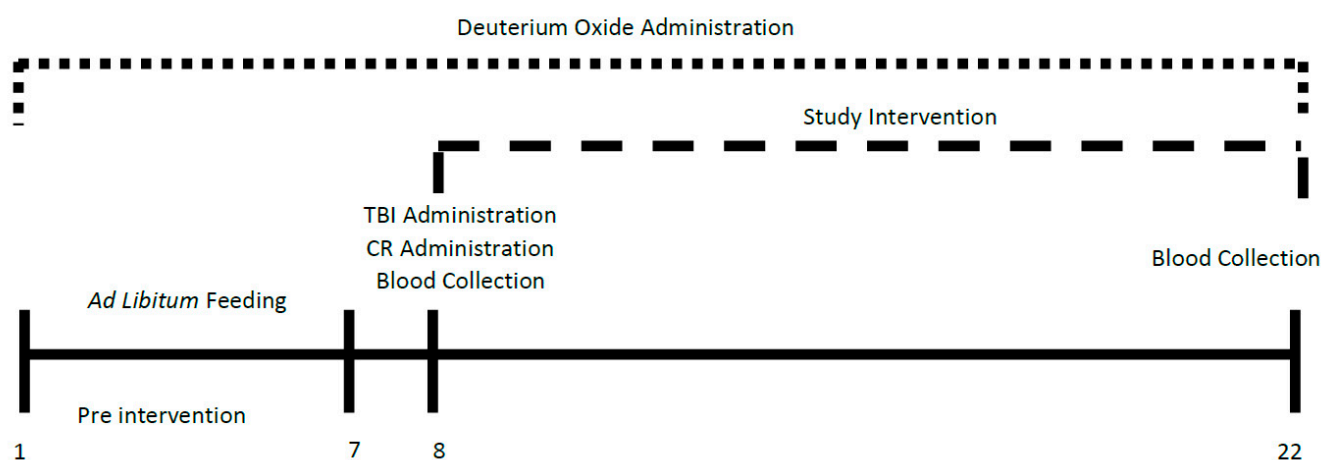 Deuterium Oxide Administration
Study Intervention
TBI Administration
CR Administration
Blood Collection
Blood Collection
Ad Libitum Feeding
Pre intervention
1
7
8
22